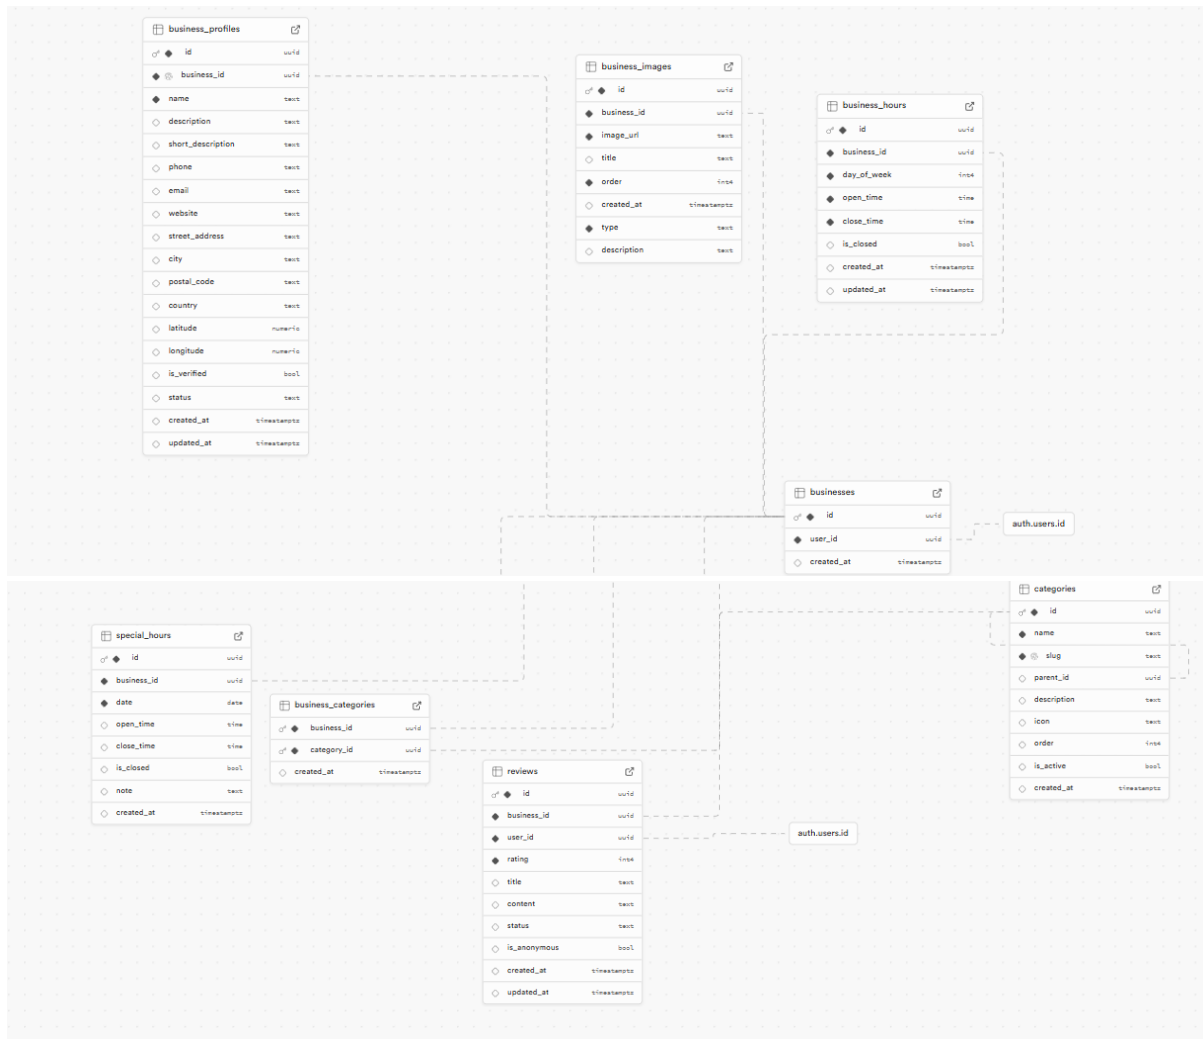 business_profiles
id uuid
business_id uuid
name text
description text
short_description text
phone text
email text
website text
street_address text
city text
postal_code text
country text
latitude numeric
longitude numeric
is_verified bool
status text
created_at timestamptz
updated_at timestamptz
business_images
id uuid
business_id uuid
image_url text
title text
order int4
created_at timestamptz
type text
description text
business_hours
id uuid
business_id uuid
day_of_week int4
open_time time
close_time time
is_closed bool
created_at timestamptz
updated_at timestamptz
businesses
id uuid
user_id uuid
created_at timestamptz
auth.users.id
special_hours
id uuid
business_id uuid
date date
open_time time
close_time time
is_closed bool
note text
created_at timestamptz
business_categories
business_id uuid
category_id uuid
created_at timestamptz
reviews
id uuid
business_id uuid
user_id uuid
rating int4
title text
content text
status text
is_anonymous bool
created_at timestamptz
updated_at timestamptz
auth.users.id
categories
id uuid
name text
slug text
parent_id uuid
description text
icon text
order int4
is_active bool
created_at timestamptz